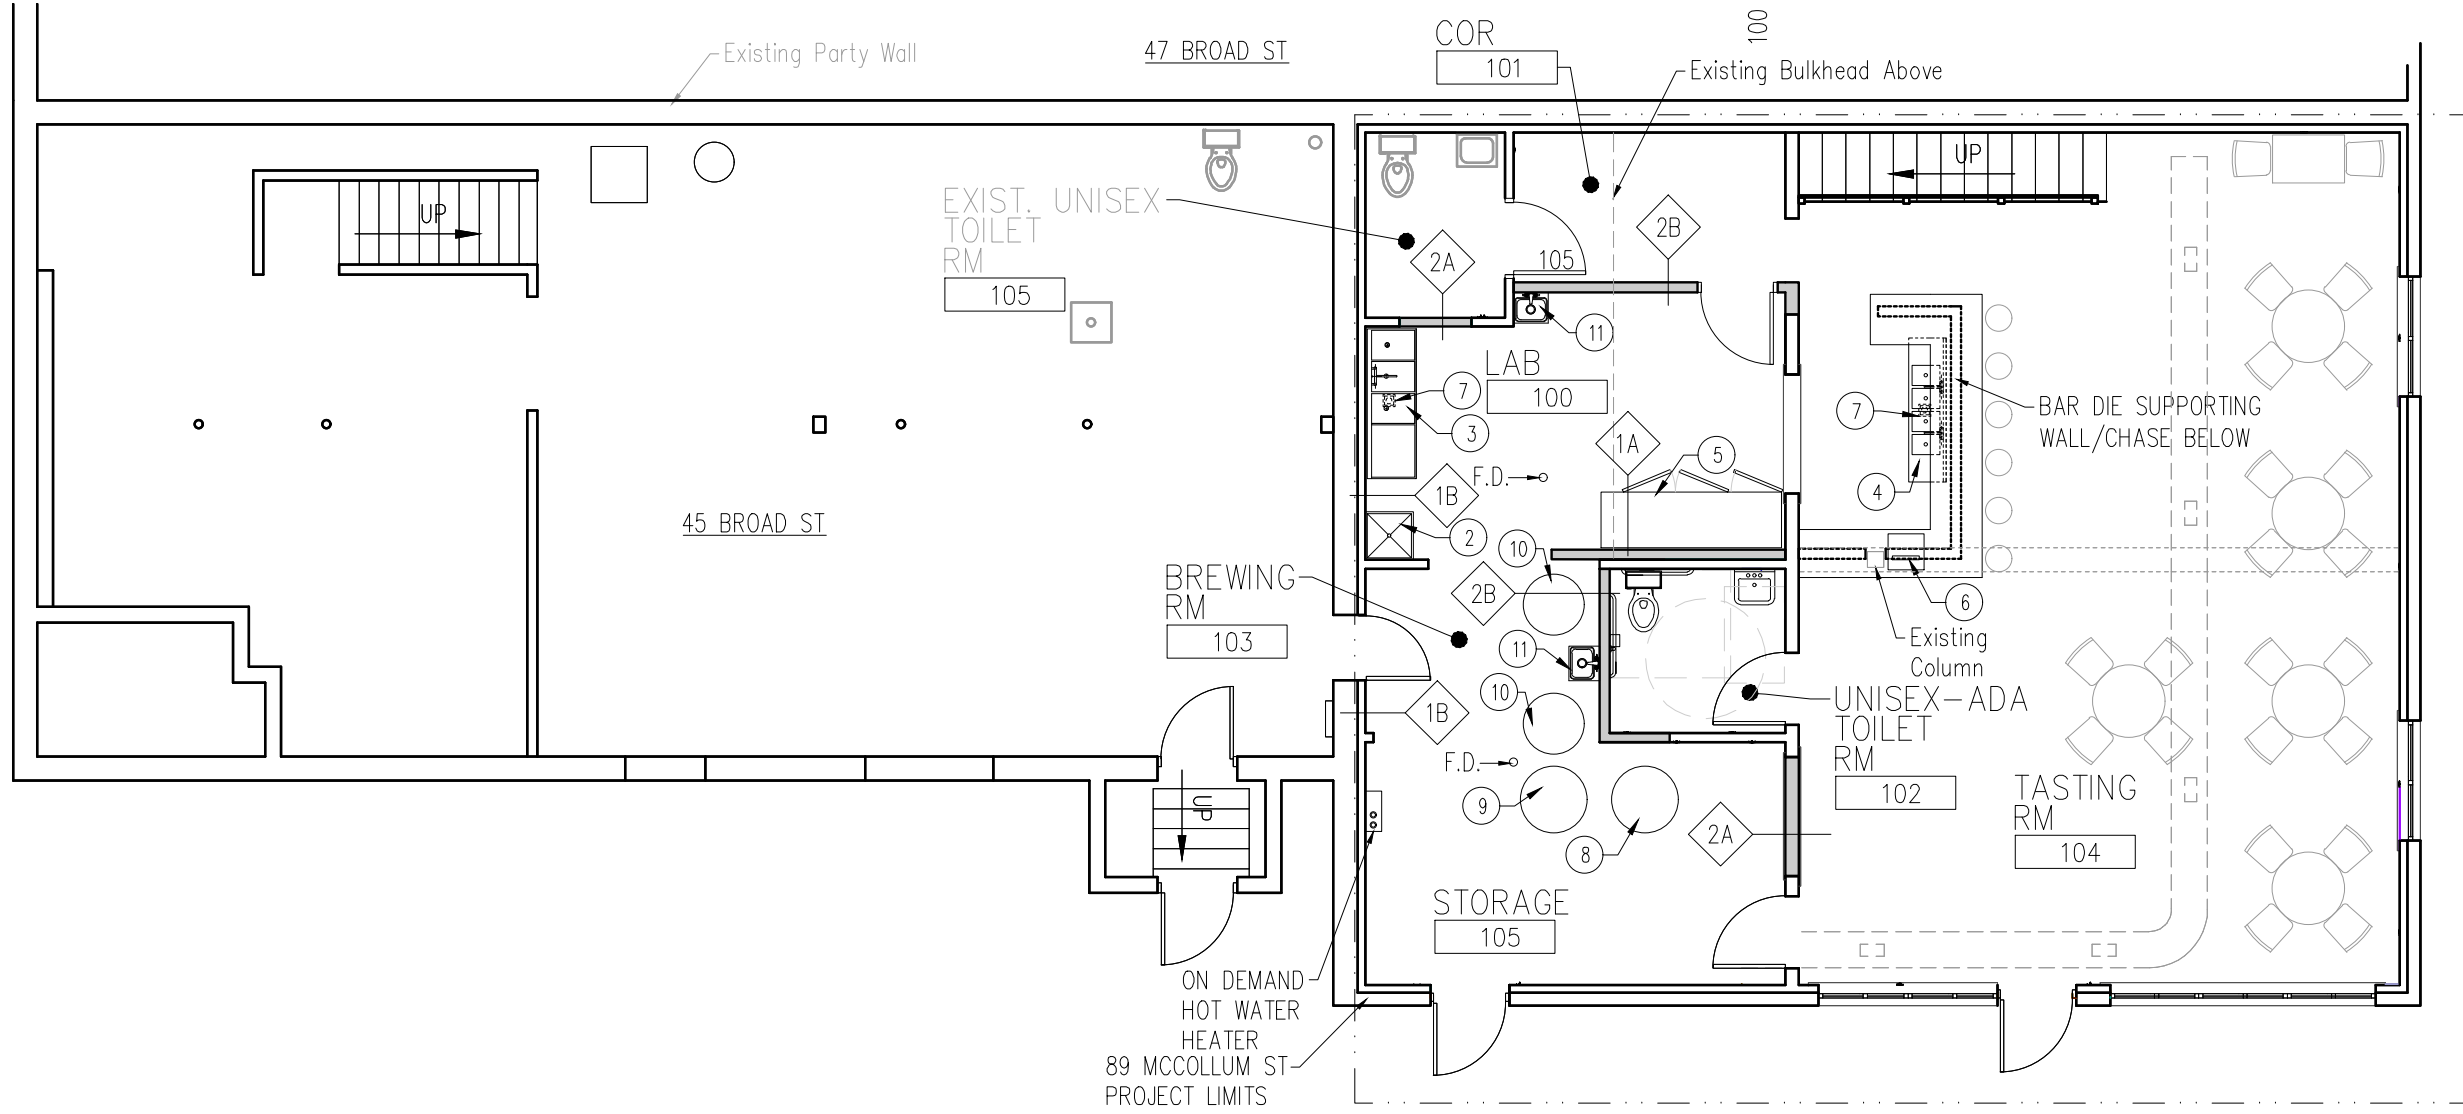 COR
101
100
47 BROAD ST
Existing Party Wall
Existing Bulkhead Above
UP
UP
EXIST. UNISEX
TOILET
RM
105
2A
2B
105
11
LAB
100
7
3
1A
5
F.D.
1B
2
7
4
BAR DIE SUPPORTING
WALL/CHASE BELOW
45 BROAD ST
10
BREWING
RM
103
2B
6
Existing
Column
11
10
1B
UNISEX-ADA
TOILET
RM
102
F.D.
9
8
2A
TASTING
RM
104
UP
STORAGE
105
ON DEMAND
HOT WATER
HEATER
89 MCCOLLUM ST
PROJECT LIMITS